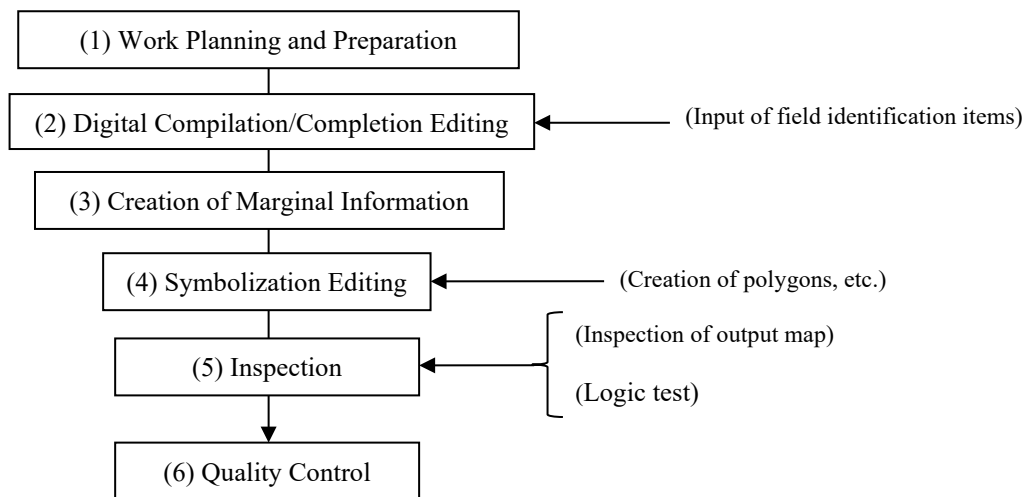 (1) Work Planning and Preparation
(2) Digital Compilation/Completion Editing
(Input of field identification items)
(3) Creation of Marginal Information
(4) Symbolization Editing
(Creation of polygons, etc.)
(Inspection of output map)
(5) Inspection
(Logic test)
(6) Quality Control